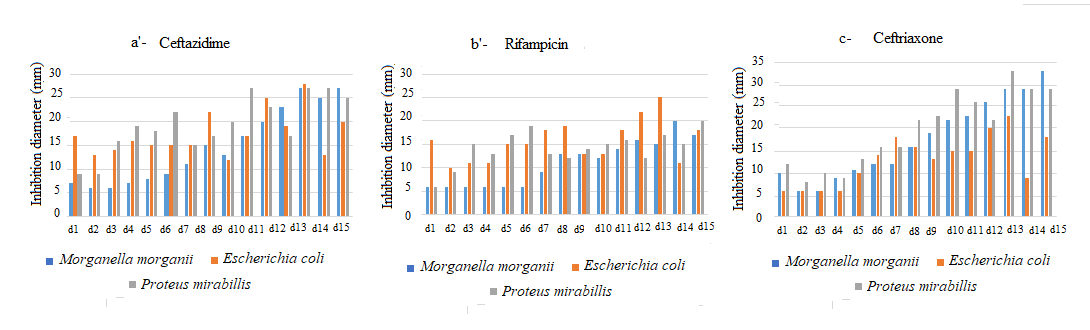 a'- Ceftazidime
Inhibition diameter (mm)
30
25
20
15
10
5
0
d1 d2 d3 d4 d5 d6 d7 d8 d9 d10 d11 d12 d13 d14 d15
Morganella morganii Escherichia coli
Proteus mirabillis
b'- Rifampicin
Inhibition diameter (mm)
30
25
20
15
10
5
0
d1 d2 d3 d4 d5 d6 d7 d8 d9 d10 d11 d12 d13 d14 d15
Morganella morganii Escherichia coli
Proteus mirabillis
c- Ceftriaxone
Inhibition diameter (mm)
35
30
25
20
15
10
5
0
d1 d2 d3 d4 d5 d6 d7 d8 d9 d10 d11 d12 d13 d14 d15
Morganella morganii Escherichia coli
Proteus mirabillis